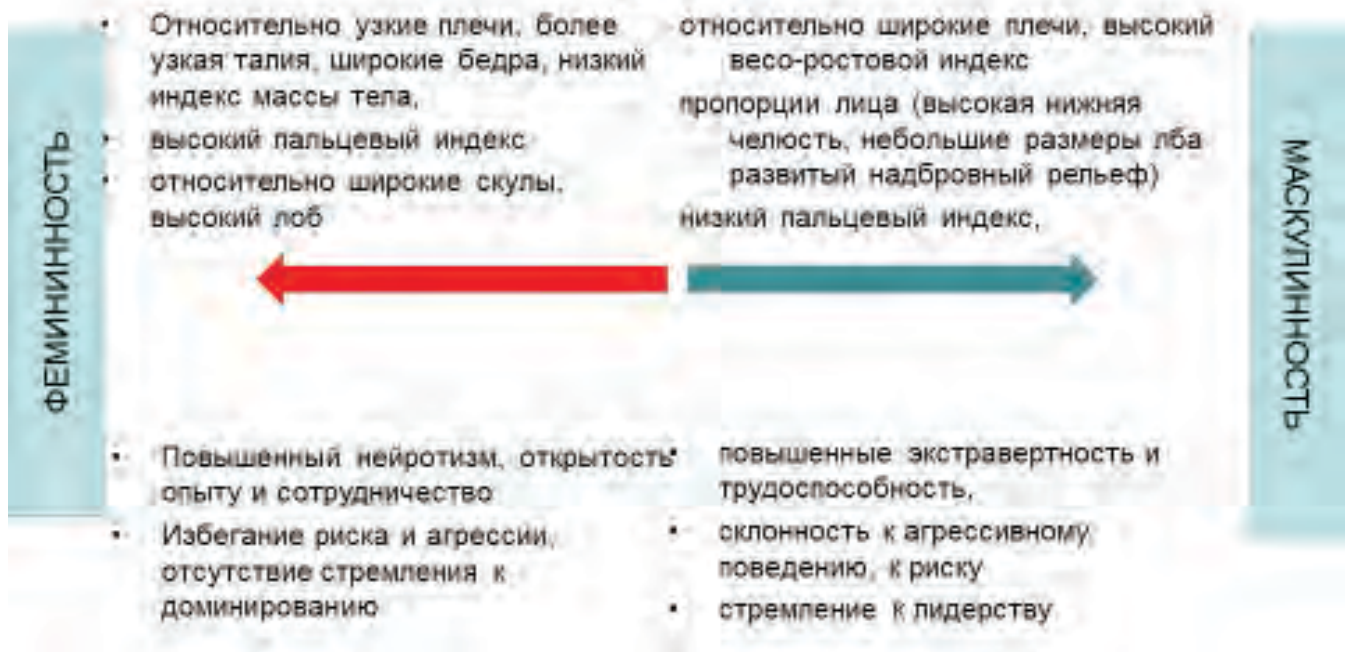 ФЕМИНИННОСТЬ
• Относительно узкие плечи, более
узкая талия, широкие бедра, низкий
индекс массы тела,
• высокий пальцевый индекс
• относительно широкие скулы,
высокий лоб
относительно широкие плечи, высокий
весо-ростовой индекс
пропорции лица (высокая нижняя
челюсть, небольшие размеры лба
развитый надбровный рельеф)
низкий пальцевый индекс,
МАСКУЛИННОСТЬ
• Повышенный нейротизм, открытость
опыту и сотрудничество
• Избегание риска и агрессии,
отсутствие стремления к
доминированию
• повышенные экстравертность и
трудоспособность,
• склонность к агрессивному
поведению, к риску
• стремление к лидерству